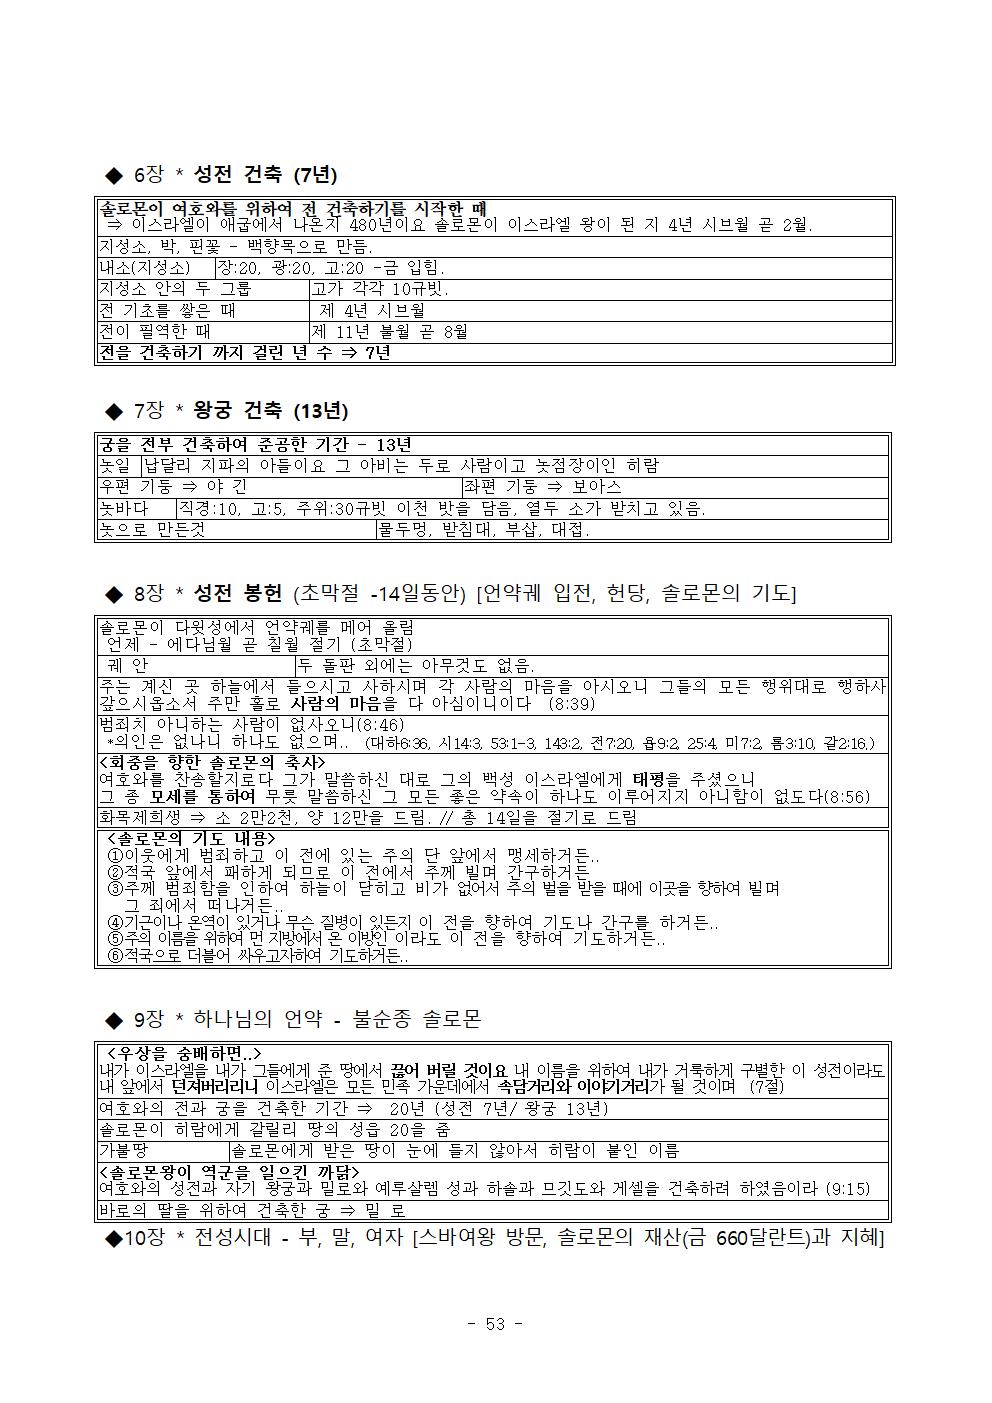 ◆ 6장 * 성전 건축 (7년)
솔로몬이 여호와를 위하여 전 건축하기를 시작한 때
⇒ 이스라엘이 애굽에서 나온지 480년이요 솔로몬이 이스라엘 왕이 된 지 4년 시브월 곧 2월.
지성소, 박, 핀꽃 - 백향목으로 만듬.
내소(지성소) 장:20, 광:20, 고:20 -금 입힘.
지성소 안의 두 그룹 고가 각각 10규빗.
전 기초를 쌓은 때 제 4년 시브월
전이 필역한 때 제 11년 불월 곧 8월
전을 건축하기 까지 걸린 년 수 ⇒ 7년
◆ 7장 * 왕궁 건축 (13년)
궁을 전부 건축하여 준공한 기간 - 13년
놋일 납달리 지파의 아들이요 그 아비는 두로 사람이고 놋점장이인 히람
우편 기둥 ⇒ 야 긴 좌편 기둥 ⇒ 보아스
놋바다 직경:10, 고:5, 주위:30규빗 이천 밧을 담음, 열두 소가 받치고 있음.
놋으로 만든것 물두멍, 받침대, 부삽, 대접.
◆ 8장 * 성전 봉헌 (초막절 -14일동안) [언약궤 입전, 헌당, 솔로몬의 기도]
솔로몬이 다윗성에서 언약궤를 메어 올림
언제 - 에다님월 곧 칠월 절기 (초막절)
궤 안 두 돌판 외에는 아무것도 없음.
주는 계신 곳 하늘에서 들으시고 사하시며 각 사람의 마음을 아시오니 그들의 모든 행위대로 행하사
갚으시옵소서 주만 홀로 사람의 마음을 다 아심이니이다 (8:39)
범죄치 아니하는 사람이 없사오니(8:46)
*의인은 없나니 하나도 없으며.. (대하6:36, 시14:3, 53:1-3, 143:2, 전7:20, 욥9:2, 25:4, 미7:2, 롬3:10, 갈2:16,)
<회중을 향한 솔로몬의 축사>
여호와를 찬송할지로다 그가 말씀하신 대로 그의 백성 이스라엘에게 태평을 주셨으니
그 종 모세를 통하여 무릇 말씀하신 그 모든 좋은 약속이 하나도 이루어지지 아니함이 없도다(8:56)
화목제희생 ⇒ 소 2만2천, 양 12만을 드림. // 총 14일을 절기로 드림
<솔로몬의 기도 내용>
①이웃에게 범죄하고 이 전에 있는 주의 단 앞에서 맹세하거든..
②적국 앞에서 패하게 되므로 이 전에서 주께 빌며 간구하거든
③주께 범죄함을 인하여 하늘이 닫히고 비가 없어서 주의 벌을 받을 때에 이곳을 향하여 빌며
그 죄에서 떠나거든..
④기근이나 온역이 있거나 무슨 질병이 있든지 이 전을 향하여 기도나 간구를 하거든..
⑤주의 이름을 위하여 먼 지방에서 온 이방인 이라도 이 전을 향하여 기도하거든..
⑥적국으로 더불어 싸우고자하여 기도하거든..
◆ 9장 * 하나님의 언약 - 불순종 솔로몬
<우상을 숭배하면..>
내가 이스라엘을 내가 그들에게 준 땅에서 끊어 버릴 것이요 내 이름을 위하여 내가 거룩하게 구별한 이 성전이라도
내 앞에서 던져버리리니 이스라엘은 모든 민족 가운데에서 속담거리와 이야기거리가 될 것이며 (7절)
여호와의 전과 궁을 건축한 기간 ⇒ 20년 (성전 7년/ 왕궁 13년)
솔로몬이 히람에게 갈릴리 땅의 성읍 20을 줌
가불땅 솔로몬에게 받은 땅이 눈에 들지 않아서 히람이 붙인 이름
<솔로몬왕이 역군을 일으킨 까닭>
여호와의 성전과 자기 왕궁과 밀로와 예루살렘 성과 하솔과 므깃도와 게셀을 건축하려 하였음이라 (9:15)
바로의 딸을 위하여 건축한 궁 ⇒ 밀 로
◆10장 * 전성시대 - 부, 말, 여자 [스바여왕 방문, 솔로몬의 재산(금 660달란트)과 지혜]
- 53 -